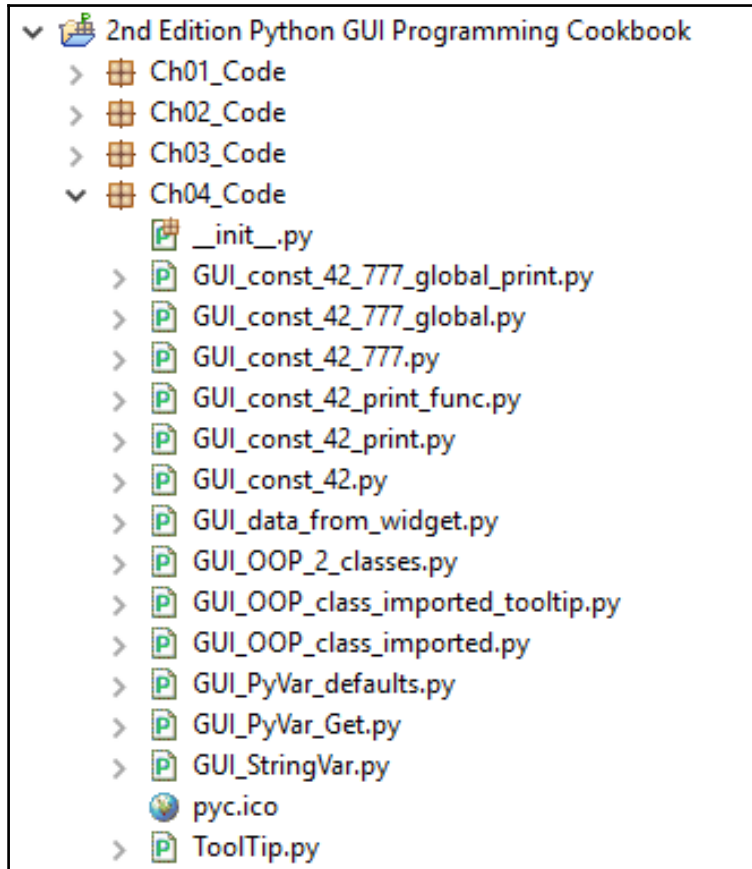 2nd Edition Python GUI Programming Cookbook
Ch01_Code
Ch02_Code
Ch03_Code
Ch04_Code
__init__.py
GUI_const_42_777_global_print.py
GUI_const_42_777_global.py
GUI_const_42_777.py
GUI_const_42_print_func.py
GUI_const_42_print.py
GUI_const_42.py
GUI_data_from_widget.py
GUI_OOP_2_classes.py
GUI_OOP_class_imported_tooltip.py
GUI_OOP_class_imported.py
GUI_PyVar_defaults.py
GUI_PyVar_Get.py
GUI_StringVar.py
pyc.ico
ToolTip.py